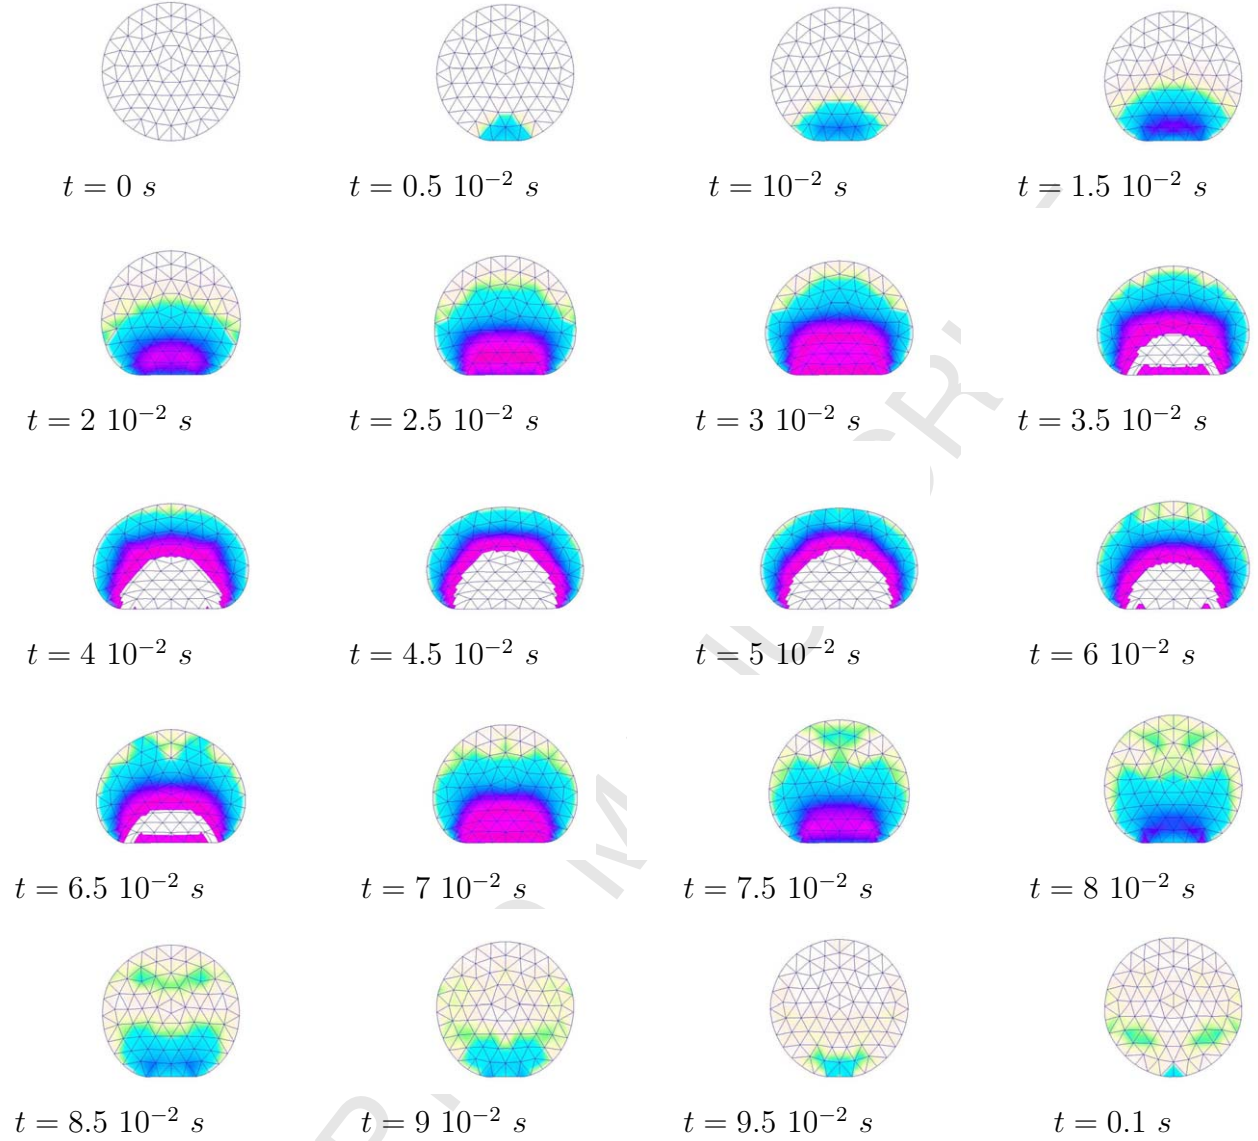 t = 0 s t = 0.5 10⁻² s t = 10⁻² s t = 1.5 10⁻² s
t = 2 10⁻² s t = 2.5 10⁻² s t = 3 10⁻² s t = 3.5 10⁻² s
t = 4 10⁻² s t = 4.5 10⁻² s t = 5 10⁻² s t = 6 10⁻² s
t = 6.5 10⁻² s t = 7 10⁻² s t = 7.5 10⁻² s t = 8 10⁻² s
t = 8.5 10⁻² s t = 9 10⁻² s t = 9.5 10⁻² s t = 0.1 s